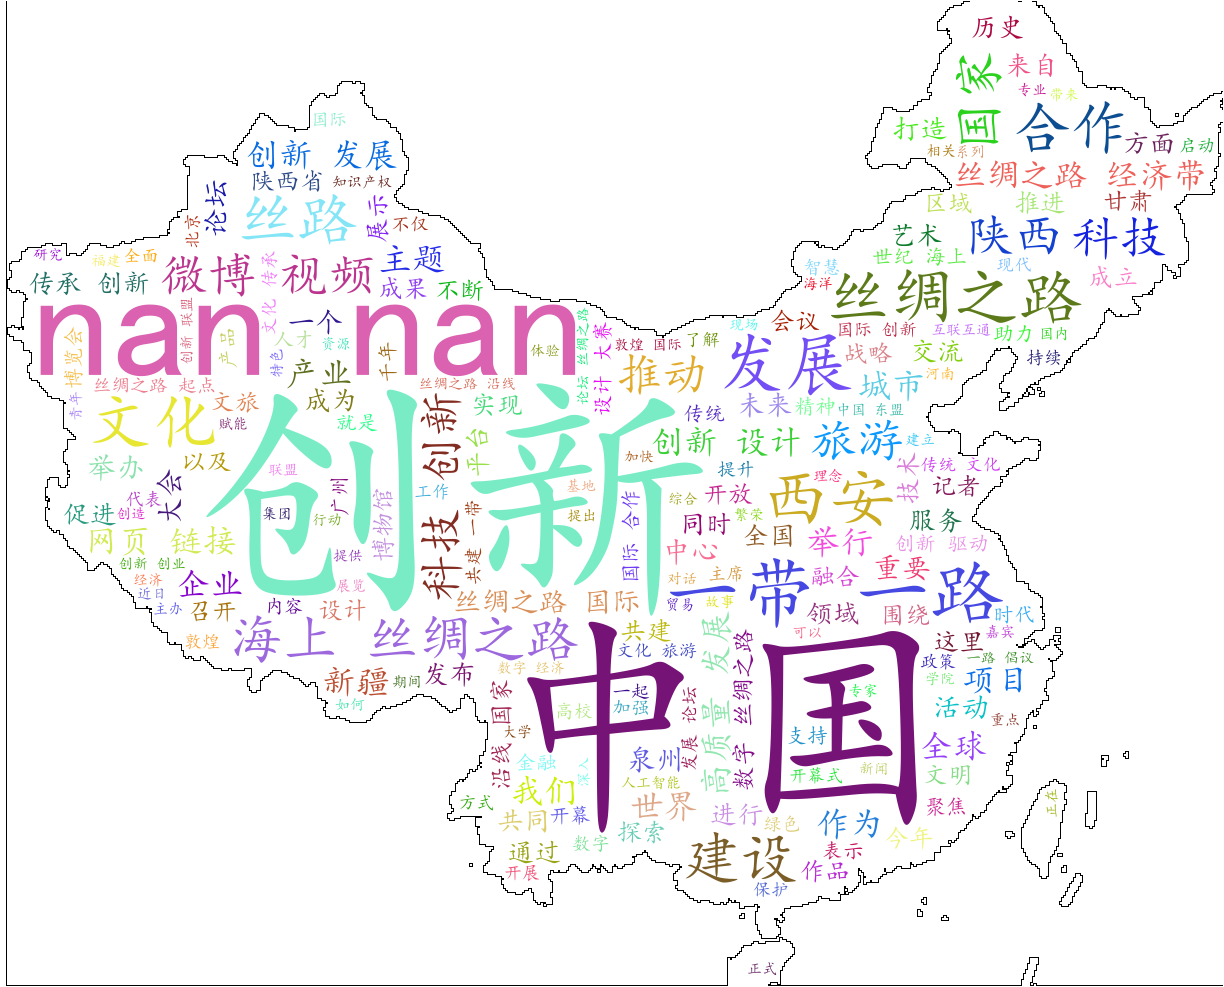 历史
国家
来自
专业
带来
国际
打造
合作
方面
启动
相关系列
创新 发展
陕西省
知识产权
丝绸之路 经济带
论坛
丝路
展示
不仅
区域
推进
甘肃
北京
艺术
陕西
科技
研究
福建
全面
微博 视频
主题
世纪 海上
现代
智慧
海洋
成立
传承 创新
文化 传承
成果
不断
丝绸之路
nan nan
创新 联盟
产品
人才
一个
资源
特色
千年
体验
论坛 丝绸之路
设计 大赛
敦煌 国际
了解
现场
会议
国际 创新
互联互通
助力
国内
博览会
产业
推动
发展
战略
交流
持续
丝绸之路 起点
丝绸之路 沿线
城市
河南
青年
文化
文旅
赋能
成为
就是
创新
实现
传统
未来
精神
中国 东盟
平台
创新 设计
旅游
建立
举办
以及
联盟
科技 创新
加快
提升
理念
技术
传统 文化
大会
代表
创造
广州
博物馆
工作
基地
综合
开放
西安
记者
促进
集团
行动
提出
国际 合作
同时
繁荣
全国
服务
网页 链接
提供
共建 一带
中心
举行
创新 驱动
创新 创业
经济
近日
企业
展览
对话
主席
融合
重要
主办
召开
内容
设计
丝绸之路 国际
贸易
故事
一带 一路
领域
围绕
时代
敦煌
海上 丝绸之路
共建
高质量 发展
数字 丝绸之路
可以
这里
嘉宾
文化 旅游
政策
一路 倡议
新疆
期间
发布
数字 经济
学院
项目
如何
沿线 国家
高校
一起
加强
发展 论坛
中国
专家
活动
重点
大学
支持
金融
深入
泉州
全球
人工智能
开幕式
新闻
文明
方式
我们
世界
进行
聚焦
正在
共同
开幕
探索
绿色
作为
今年
数字
通过
建设
表示
开展
作品
保护
正式